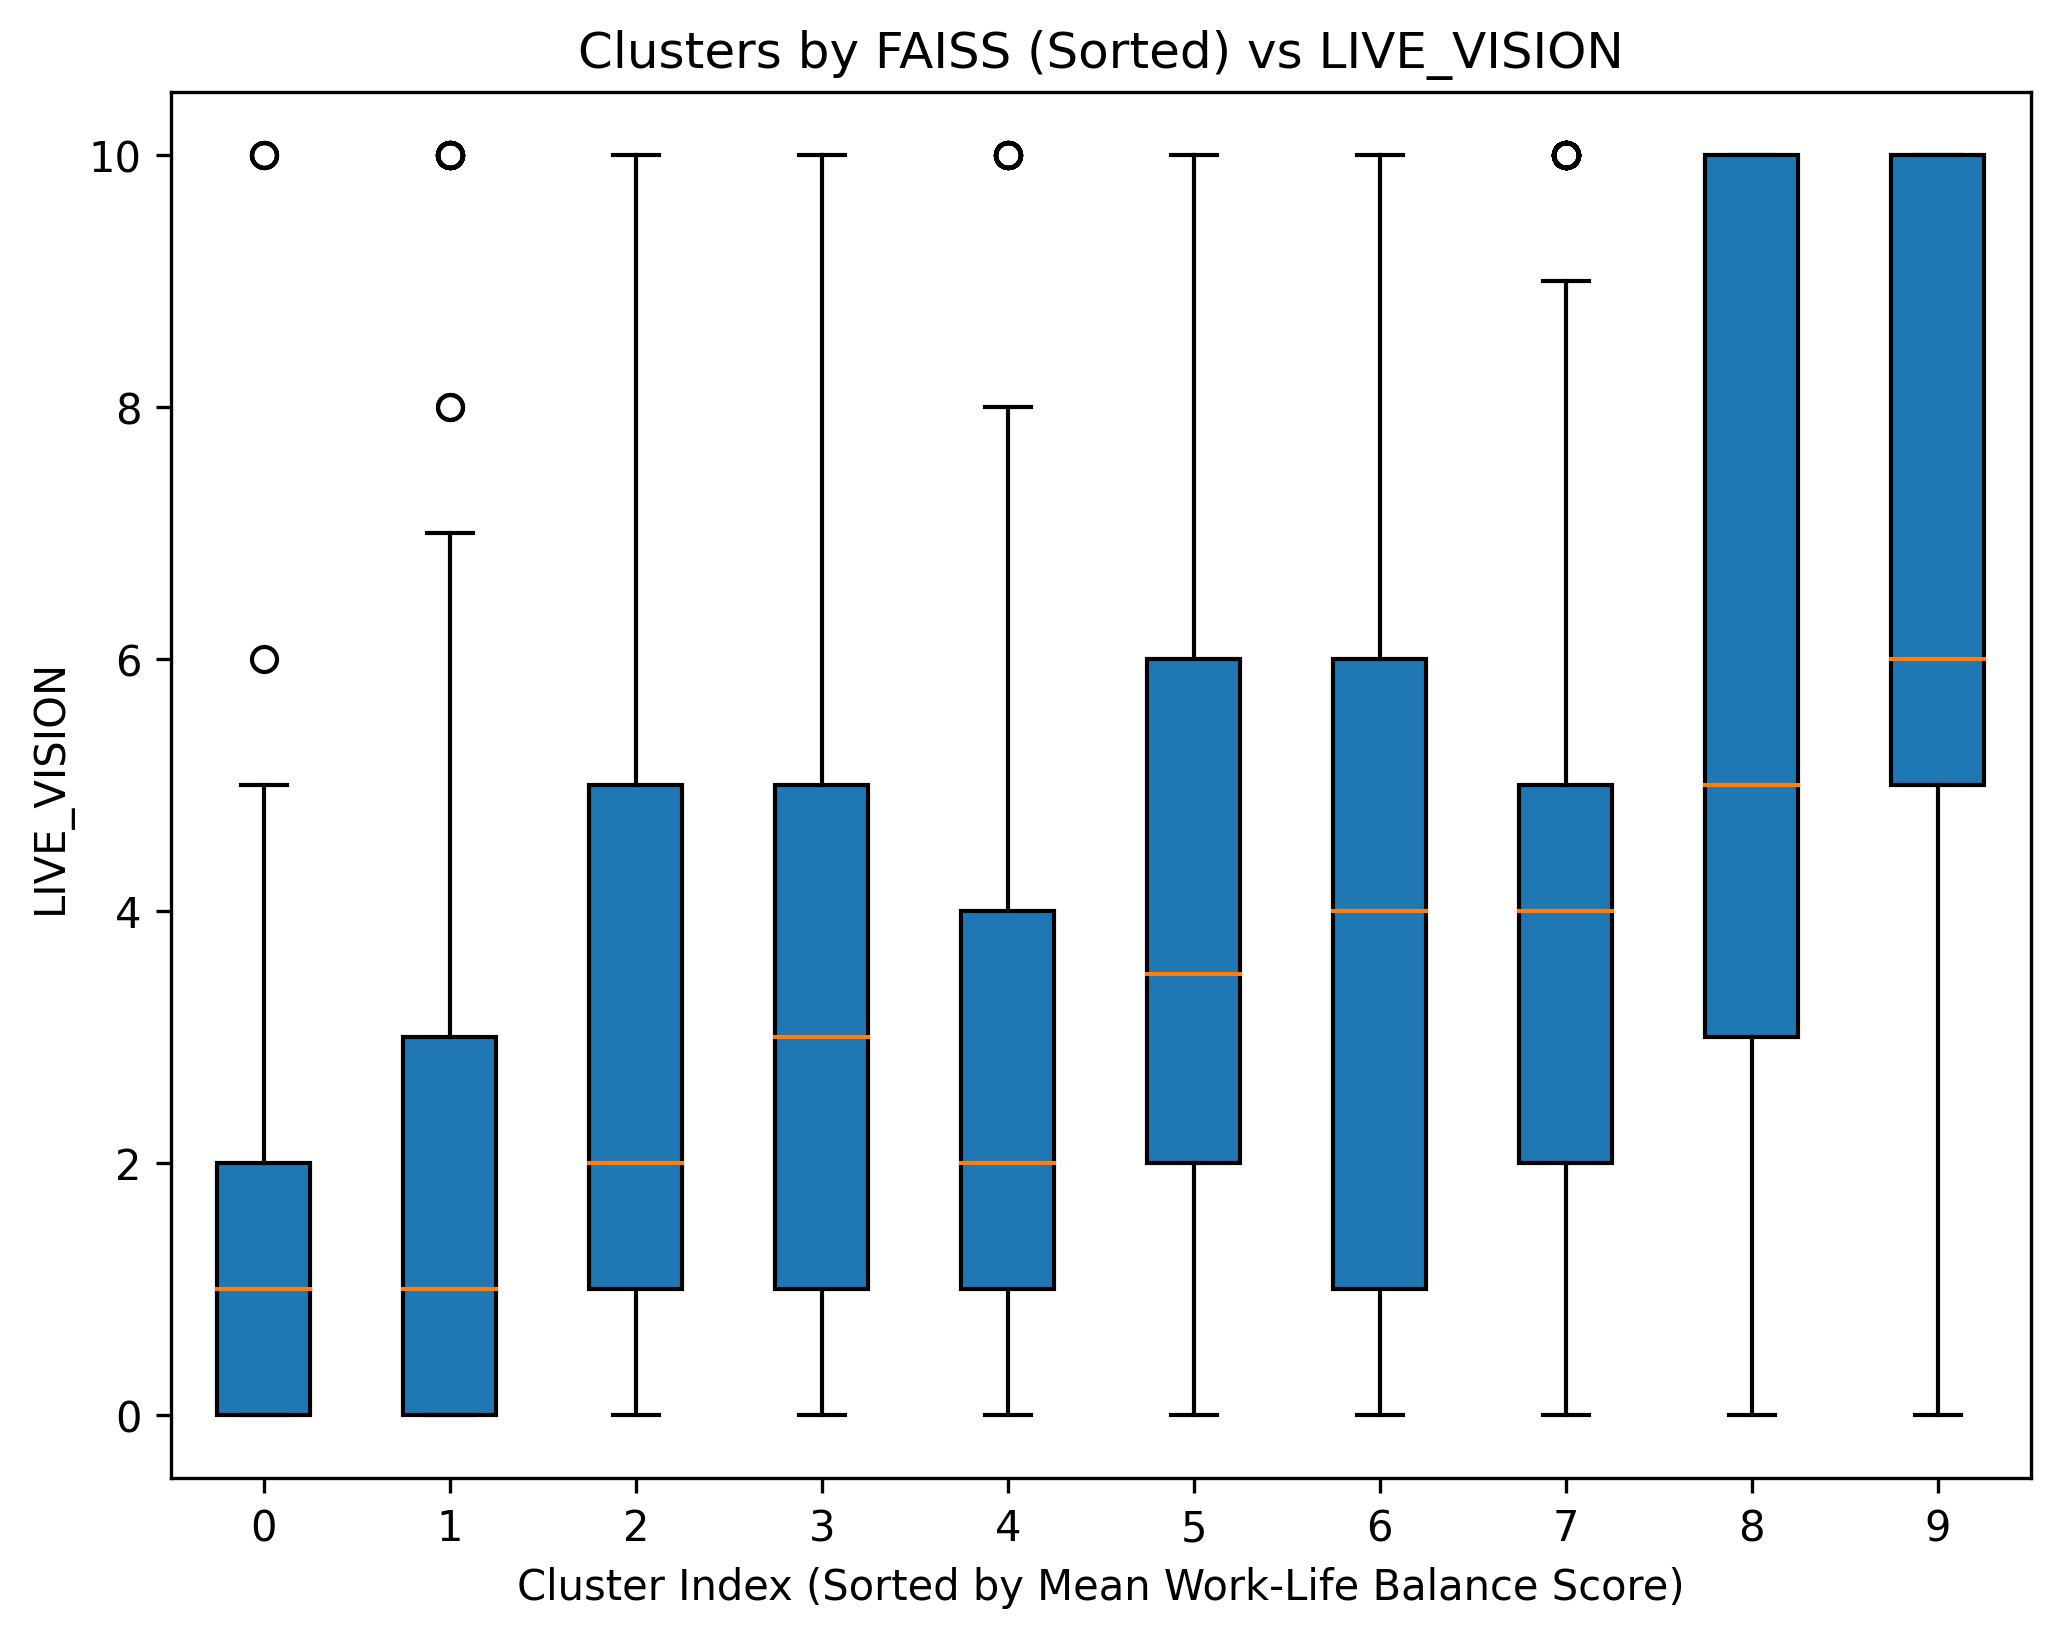 Clusters by FAISS (Sorted) vs LIVE_VISION
LIVE_VISION
10
8
6
4
2
0
0 1 2 3 4 5 6 7 8 9
Cluster Index (Sorted by Mean Work-Life Balance Score)